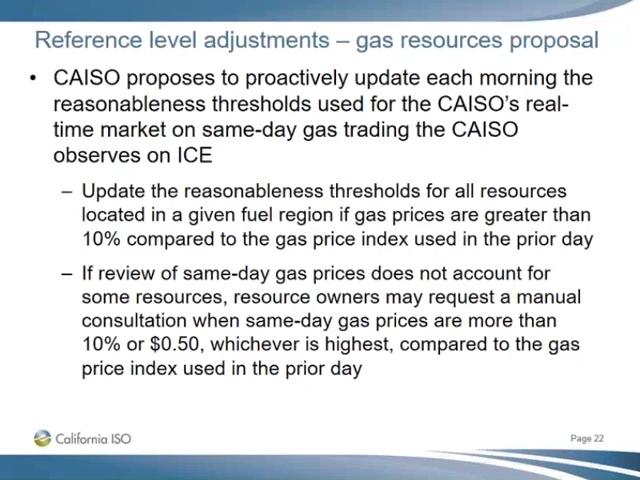 Reference level adjustments – gas resources proposal
• CAISO proposes to proactively update each morning the
reasonableness thresholds used for the CAISO's real-
time market on same-day gas trading the CAISO
observes on ICE
– Update the reasonableness thresholds for all resources
located in a given fuel region if gas prices are greater than
10% compared to the gas price index used in the prior day
– If review of same-day gas prices does not account for
some resources, resource owners may request a manual
consultation when same-day gas prices are more than
10% or $0.50, whichever is highest, compared to the gas
price index used in the prior day
California ISO
Page 22